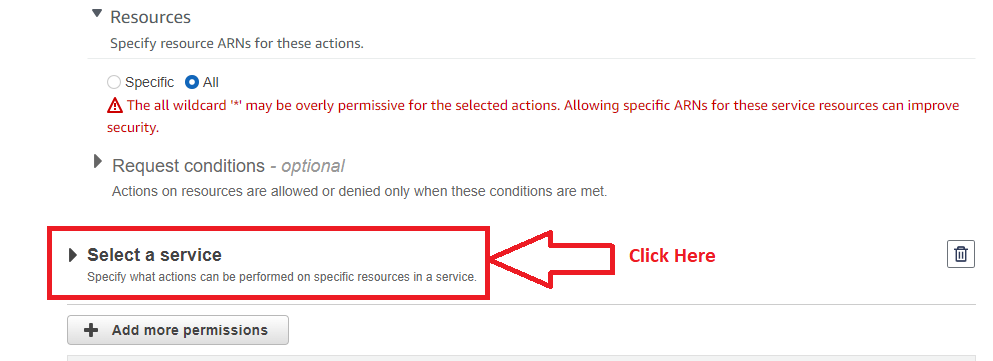 Resources
Specify resource ARNs for these actions.
Specific All
The all wildcard '*' may be overly permissive for the selected actions. Allowing specific ARNs for these service resources can improve
security.
Request conditions - optional
Actions on resources are allowed or denied only when these conditions are met.
Select a service
Specify what actions can be performed on specific resources in a service.
Click Here
Add more permissions